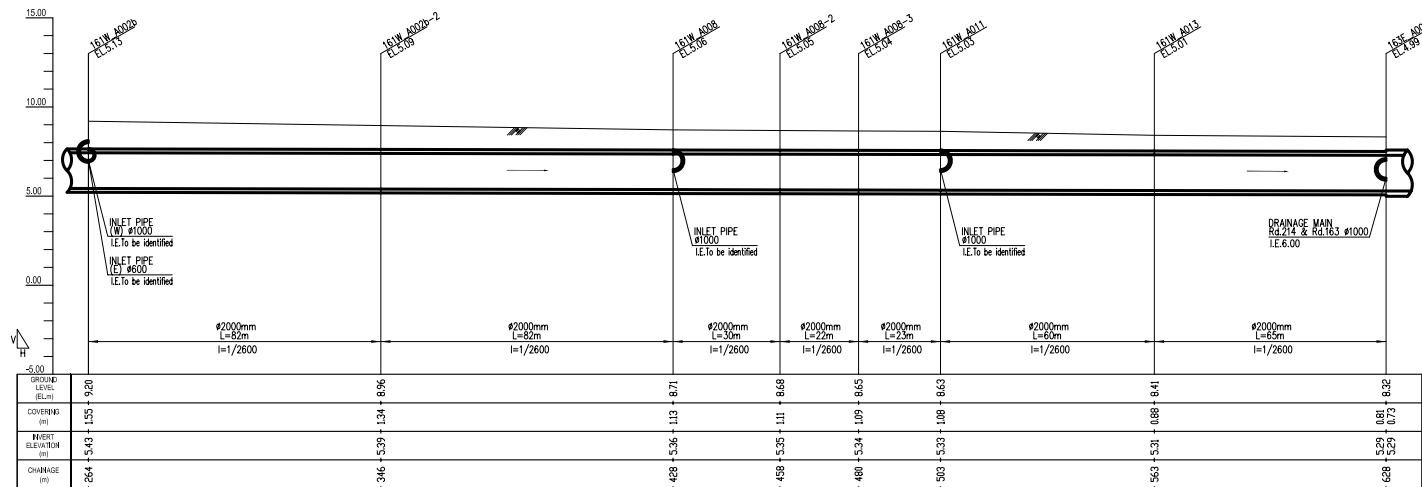 15.00
10.00
5.00
0.00
-5.00
V
H
161W_A002b
EL.5.13
161W_A002b-2
EL.5.09
161W_A008
EL.5.06
161W_A008-2
EL.5.05
161W_A008-3
EL.5.04
161W_A011
EL.5.03
161W_A013
EL.5.01
163E_A00
EL.4.99
INLET PIPE
(W) ø1000
I.E.To be identified
INLET PIPE
(E) ø600
I.E.To be identified
INLET PIPE
ø1000
I.E.To be identified
INLET PIPE
ø1000
I.E.To be identified
DRAINAGE MAIN
Rd.214 & Rd.163 ø1000
I.E.6.00
ø2000mm
L=82m
I=1/2600
ø2000mm
L=82m
I=1/2600
ø2000mm
L=30m
I=1/2600
ø2000mm
L=22m
I=1/2600
ø2000mm
L=23m
I=1/2600
ø2000mm
L=60m
I=1/2600
ø2000mm
L=65m
I=1/2600
GROUND
LEVEL
(EL.m)
9.20 8.96 8.71 8.68 8.65 8.63 8.41 8.32
COVERING
(m)
1.55 1.34 1.13 1.11 1.09 1.08 0.88 0.81 0.73
INVERT
ELEVATION
(m)
5.43 5.39 5.36 5.35 5.34 5.33 5.31 5.29 5.29
CHAINAGE
(m)
264 346 428 458 480 503 563 628